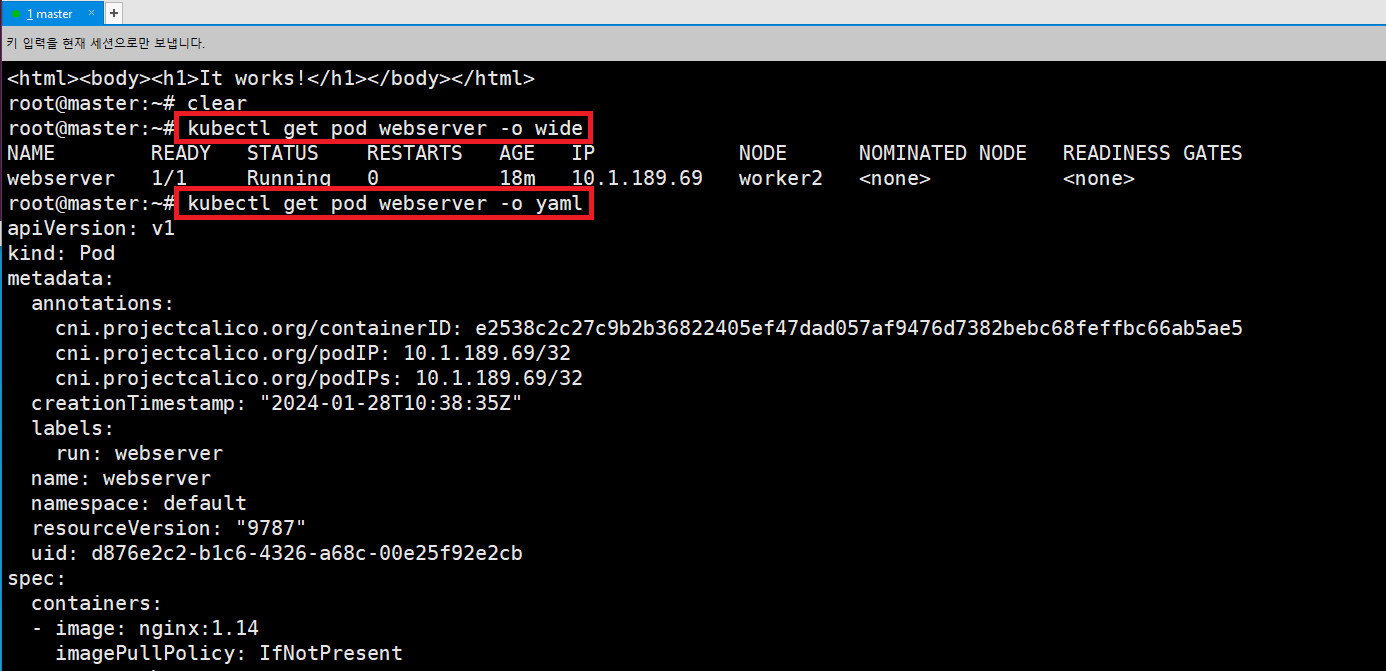 1 master × +
키 입력을 현재 세션으로만 보냅니다.
<html><body><h1>It works!</h1></body></html>
root@master:~# clear
root@master:~# kubectl get pod webserver -o wide
NAME        READY   STATUS    RESTARTS   AGE   IP            NODE      NOMINATED NODE   READINESS GATES
webserver   1/1     Running   0          18m   10.1.189.69   worker2   <none>           <none>
root@master:~# kubectl get pod webserver -o yaml
apiVersion: v1
kind: Pod
metadata:
  annotations:
    cni.projectcalico.org/containerID: e2538c2c27c9b2b36822405ef47dad057af9476d7382bebc68feffbc66ab5ae5
    cni.projectcalico.org/podIP: 10.1.189.69/32
    cni.projectcalico.org/podIPs: 10.1.189.69/32
  creationTimestamp: "2024-01-28T10:38:35Z"
  labels:
    run: webserver
  name: webserver
  namespace: default
  resourceVersion: "9787"
  uid: d876e2c2-b1c6-4326-a68c-00e25f92e2cb
spec:
  containers:
  - image: nginx:1.14
    imagePullPolicy: IfNotPresent